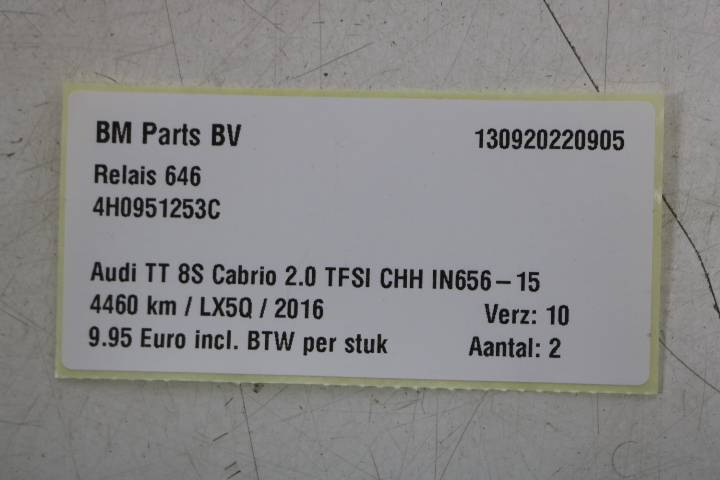 BM Parts BV 130920220905
Relais 646
4H0951253C
Audi TT 8S Cabrio 2.0 TFSI CHH IN656-15
4460 km / LX5Q / 2016 Verz: 10
9.95 Euro incl. BTW per stuk Aantal: 2